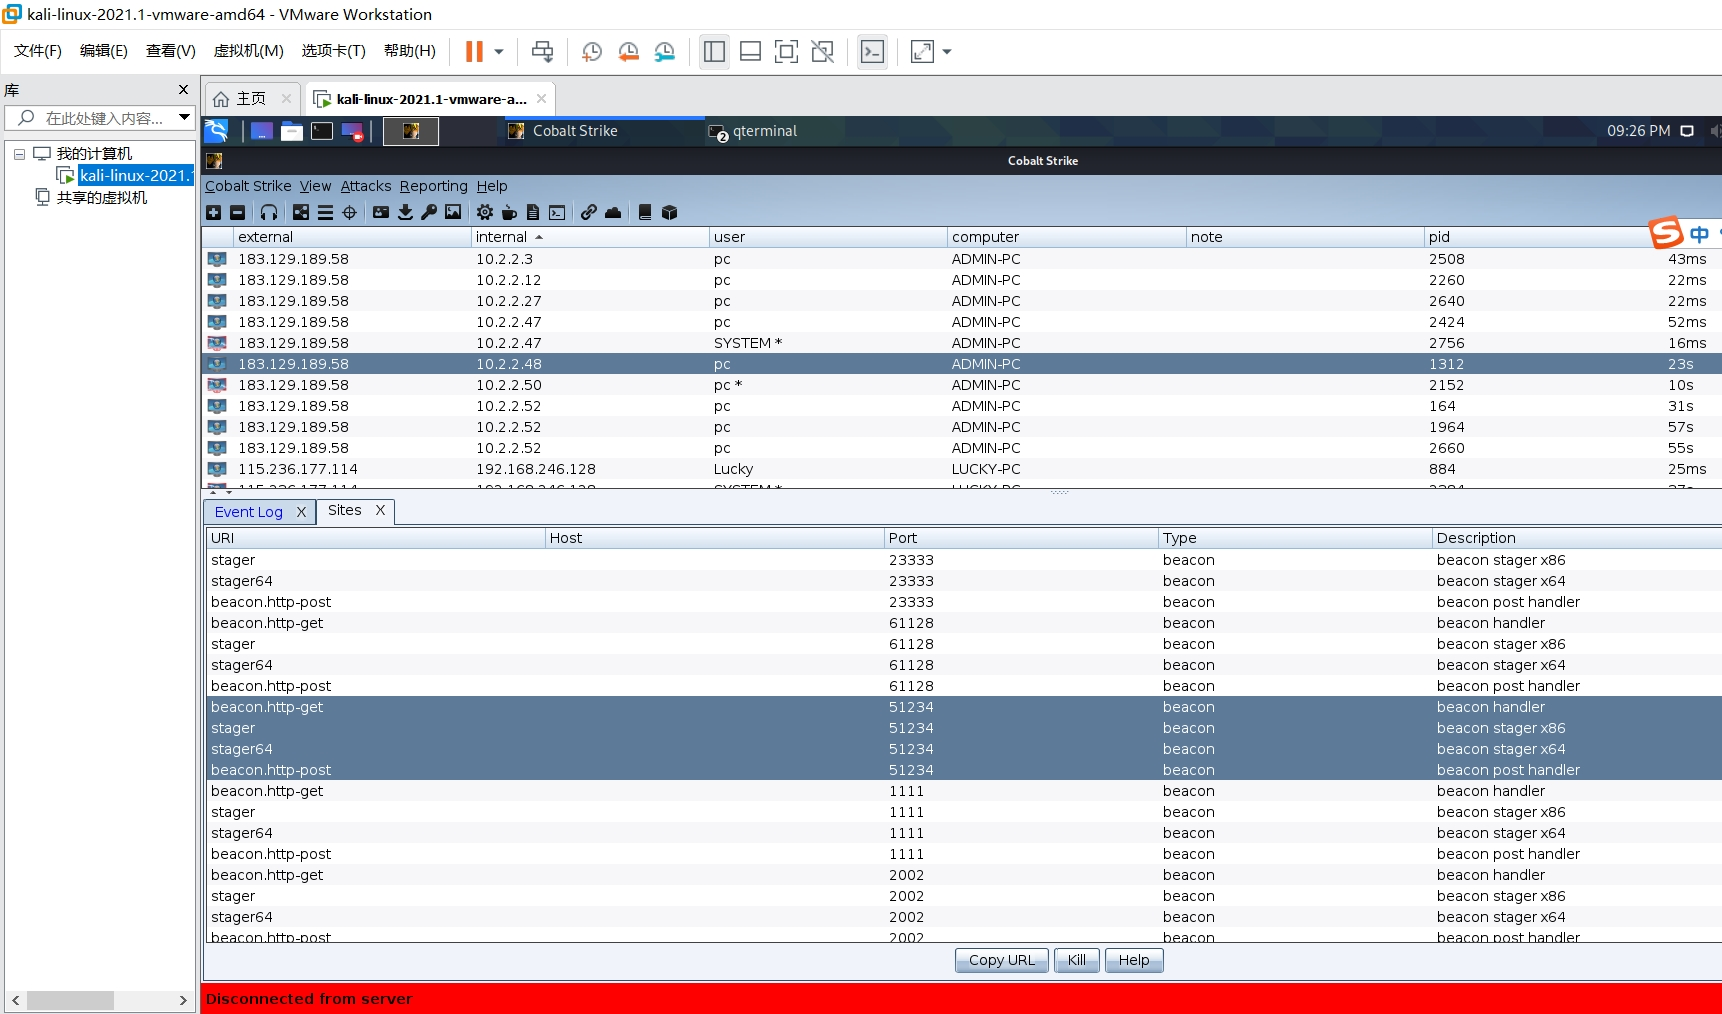 kali-linux-2021.1-vmware-amd64 - VMware Workstation
文件(F) 编辑(E) 查看(V) 虚拟机(M) 选项卡(T) 帮助(H)
库 X
在此处键入内容...
我的计算机
kali-linux-2021.1
共享的虚拟机
主页 kali-linux-2021.1-vmware-a...
Cobalt Strike 2 qterminal 09:26 PM
Cobalt Strike
Cobalt Strike View Attacks Reporting Help
external internal user computer note pid
S 中
183.129.189.58 10.2.2.3 pc ADMIN-PC 2508 43ms
183.129.189.58 10.2.2.12 pc ADMIN-PC 2260 22ms
183.129.189.58 10.2.2.27 pc ADMIN-PC 2640 22ms
183.129.189.58 10.2.2.47 pc ADMIN-PC 2424 52ms
183.129.189.58 10.2.2.47 SYSTEM * ADMIN-PC 2756 16ms
183.129.189.58 10.2.2.48 pc ADMIN-PC 1312 23s
183.129.189.58 10.2.2.50 pc * ADMIN-PC 2152 10s
183.129.189.58 10.2.2.52 pc ADMIN-PC 164 31s
183.129.189.58 10.2.2.52 pc ADMIN-PC 1964 57s
183.129.189.58 10.2.2.52 pc ADMIN-PC 2660 55s
115.236.177.114 192.168.246.128 Lucky LUCKY-PC 884 25ms
115.236.177.114 192.168.246.128 SYSTEM * LUCKY-PC
Event Log X Sites X
URI Host Port Type Description
stager 23333 beacon beacon stager x86
stager64 23333 beacon beacon stager x64
beacon.http-post 23333 beacon beacon post handler
beacon.http-get 61128 beacon beacon handler
stager 61128 beacon beacon stager x86
stager64 61128 beacon beacon stager x64
beacon.http-post 61128 beacon beacon post handler
beacon.http-get 51234 beacon beacon handler
stager 51234 beacon beacon stager x86
stager64 51234 beacon beacon stager x64
beacon.http-post 51234 beacon beacon post handler
beacon.http-get 1111 beacon beacon handler
stager 1111 beacon beacon stager x86
stager64 1111 beacon beacon stager x64
beacon.http-post 1111 beacon beacon post handler
beacon.http-get 2002 beacon beacon handler
stager 2002 beacon beacon stager x86
stager64 2002 beacon beacon stager x64
beacon.http-post 2002 beacon beacon post handler
Copy URL Kill Help
Disconnected from server